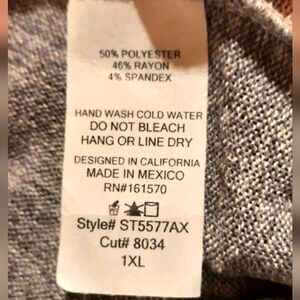 50% POLYESTER
46% RAYON
4% SPANDEX
HAND WASH COLD WATER
DO NOT BLEACH
HANG OR LINE DRY
DESIGNED IN CALIFORNIA
MADE IN MEXICO
RN#161570
Style# ST5577AX
Cut# 8034
1XL